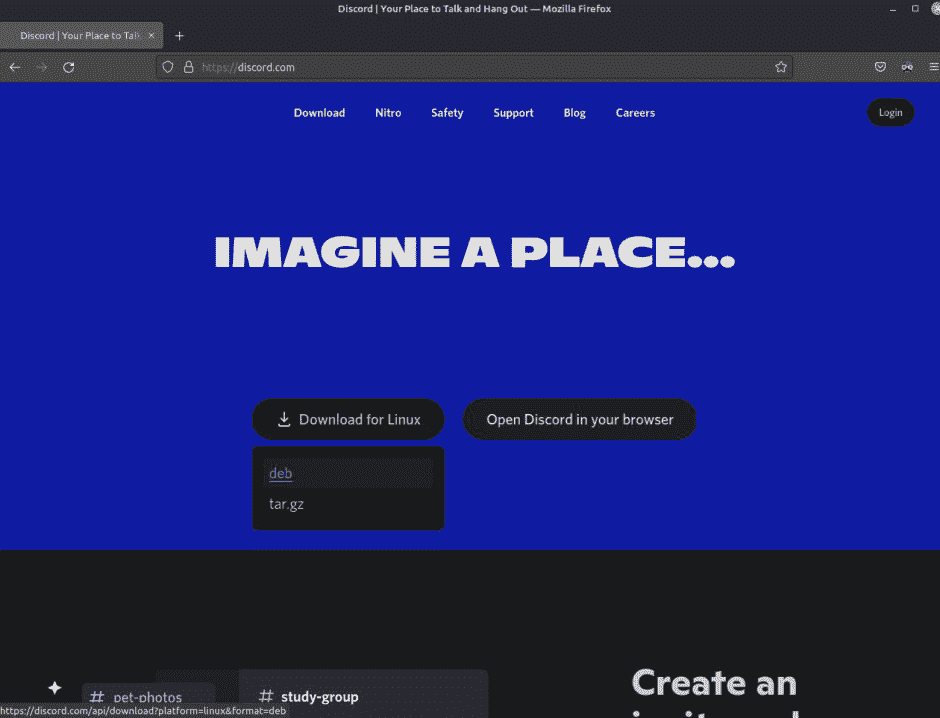 Discord | Your Place to Talk and Hang Out — Mozilla Firefox
Discord | Your Place to Talk
https://discord.com
Download Nitro Safety Support Blog Careers Login
IMAGINE A PLACE...
Download for Linux Open Discord in your browser
deb
tar.gz
Create an
# pet-photos # study-group
https://discord.com/api/download?platform=linux&format=deb